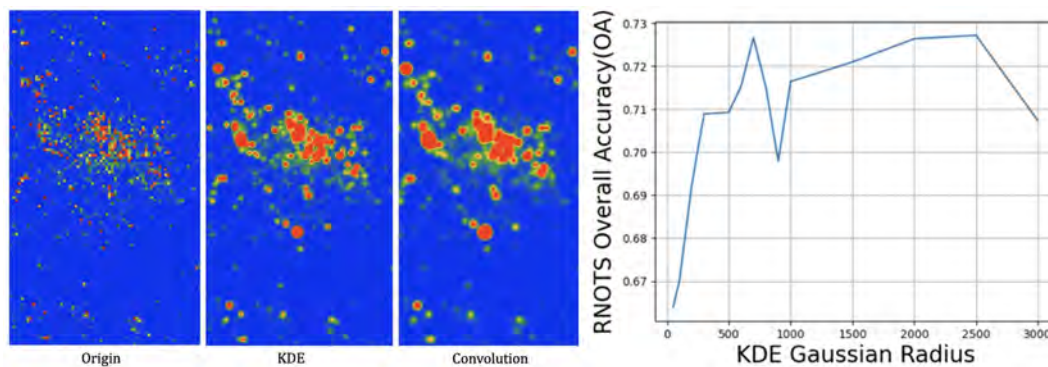 Origin
KDE
Convolution
RNOTS Overall Accuracy(OA)
0.73
0.72
0.71
0.70
0.69
0.68
0.67
0
500
1000
1500
2000
2500
3000
KDE Gaussian Radius